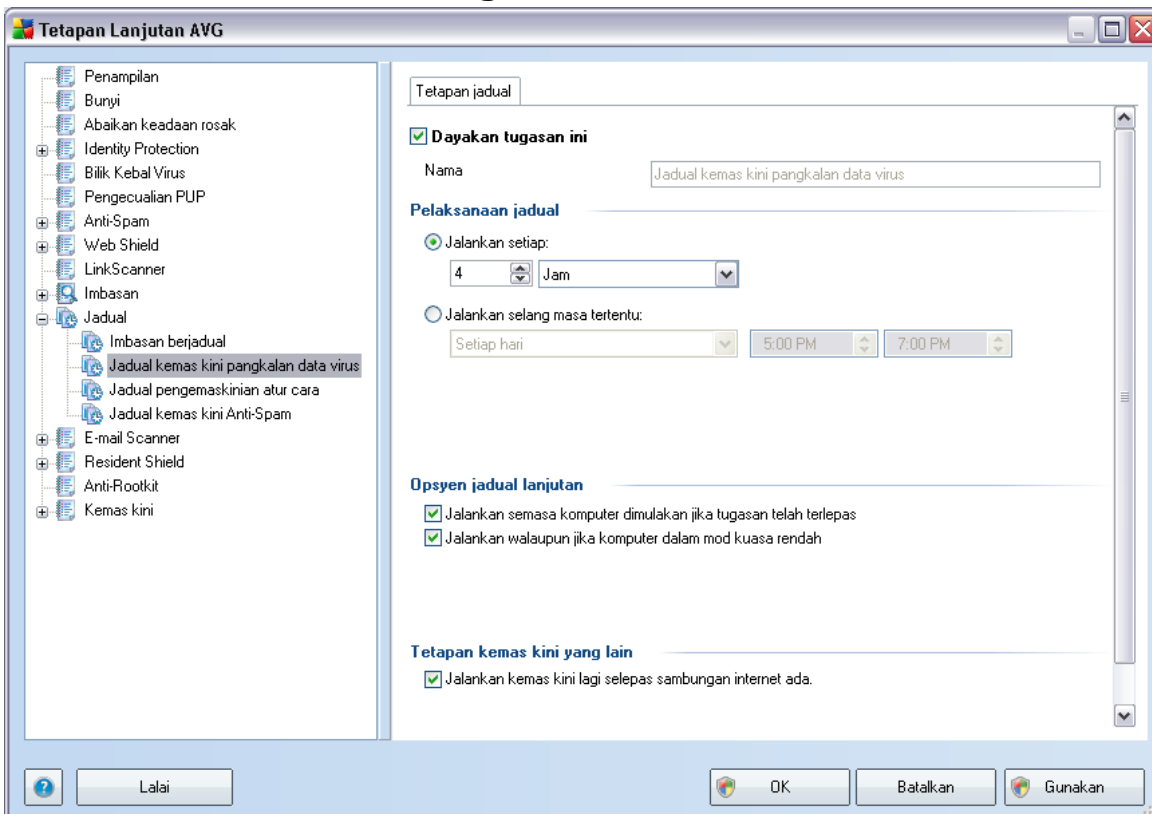 Tetapan Lanjutan AVG
Penampilan
Bunyi
Abaikan keadaan rosak
Identity Protection
Bilik Kebal Virus
Pengecualian PUP
Anti-Spam
Web Shield
LinkScanner
Imbasan
Jadual
Imbasan berjadual
Jadual kemas kini pangkalan data virus
Jadual pengemaskinian atur cara
Jadual kemas kini Anti-Spam
E-mail Scanner
Resident Shield
Anti-Rootkit
Kemas kini
Tetapan jadual
Dayakan tugasan ini
Nama Jadual kemas kini pangkalan data virus
Pelaksanaan jadual
Jalankan setiap:
4 Jam
Jalankan selang masa tertentu:
Setiap hari 5:00 PM 7:00 PM
Opsyen jadual lanjutan
Jalankan semasa komputer dimulakan jika tugasan telah terlepas
Jalankan walaupun jika komputer dalam mod kuasa rendah
Tetapan kemas kini yang lain
Jalankan kemas kini lagi selepas sambungan internet ada.
? Lalai OK Batalkan Gunakan